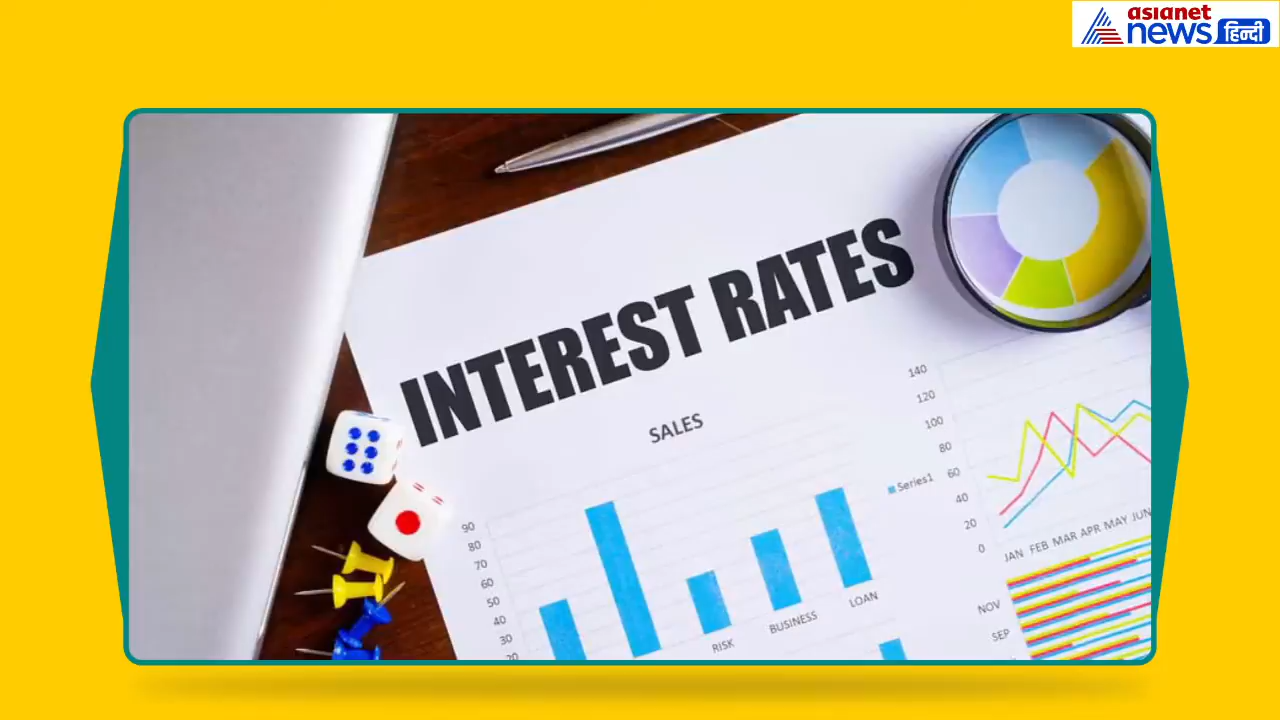 asianet
news हिन्दी
INTEREST RATES
SALES
90
80
70
60
50
40
30
20
RISK
BUSINESS
LOAN
Series1
140
120
100
80
60
40
20
0
JAN FEB MAR APR MAY JUN
NOV
SEP